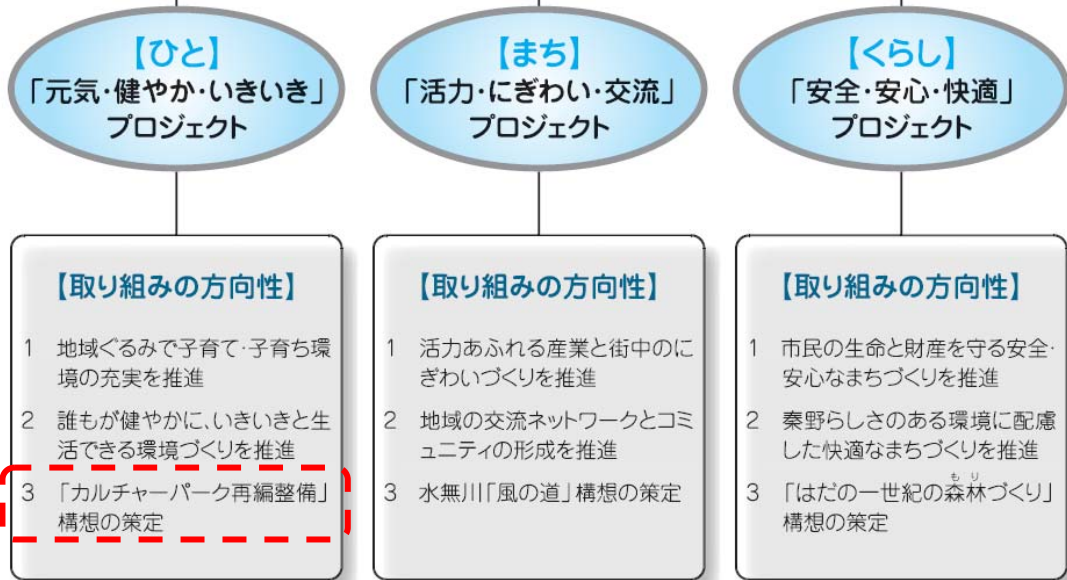 【ひと】
「元気・健やか・いきいき」
プロジェクト
【まち】
「活力・にぎわい・交流」
プロジェクト
【くらし】
「安全・安心・快適」
プロジェクト
【取り組みの方向性】
1 地域ぐるみで子育て・子育ち環
境の充実を推進
2 誰もが健やかに、いきいきと生
活できる環境づくりを推進
3 「カルチャーパーク再編整備」
構想の策定
【取り組みの方向性】
1 活力あふれる産業と街中のに
ぎわいづくりを推進
2 地域の交流ネットワークとコミ
ュニティの形成を推進
3 水無川「風の道」構想の策定
【取り組みの方向性】
1 市民の生命と財産を守る安全・
安心なまちづくりを推進
2 秦野らしさのある環境に配慮
した快適なまちづくりを推進
もり
3 「はだの一世紀の森林づくり」
構想の策定